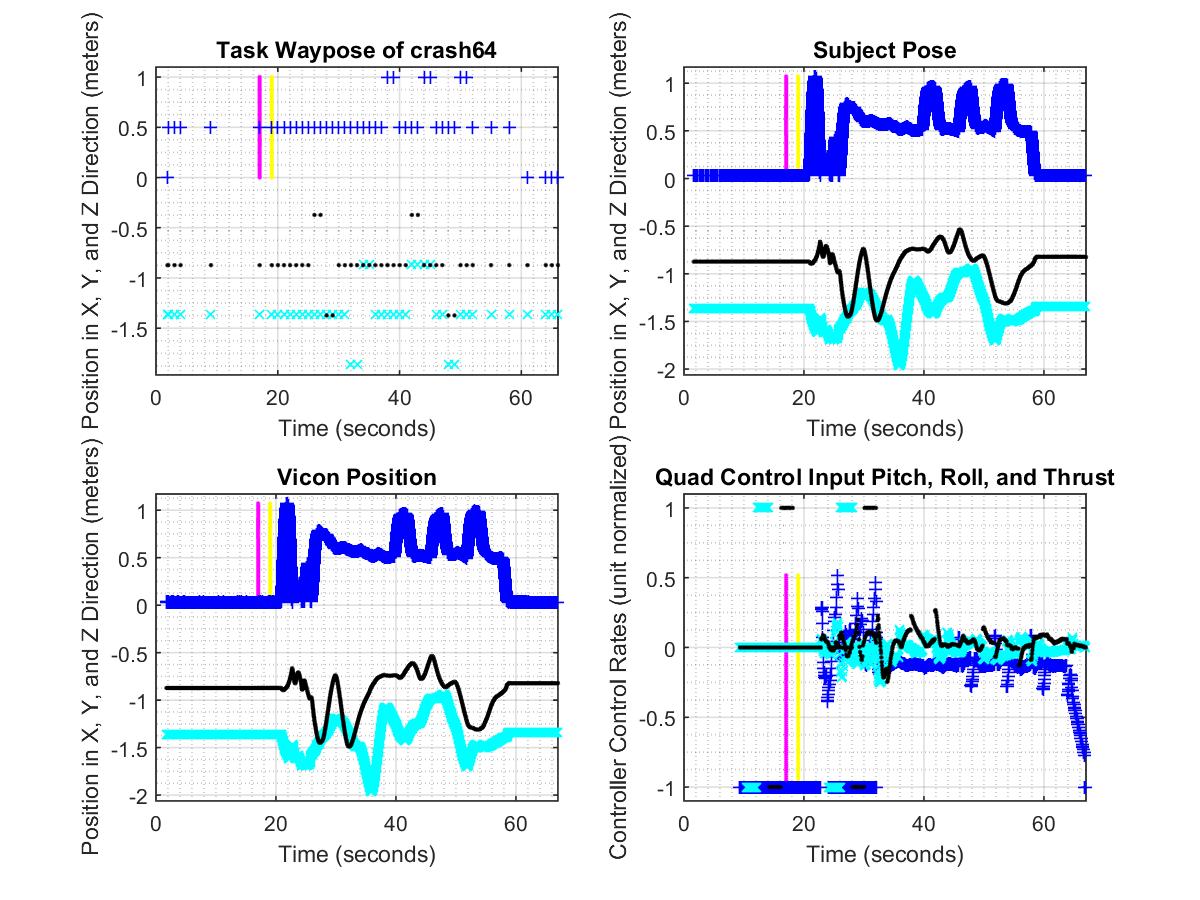 Task Waypose of crash64
Position in X, Y, and Z Direction (meters)
1
0.5
0
-0.5
-1
-1.5
0 20 40 60
Time (seconds)
Subject Pose
Position in X, Y, and Z Direction (meters)
1
0.5
0
-0.5
-1
-1.5
-2
0 20 40 60
Time (seconds)
Vicon Position
Position in X, Y, and Z Direction (meters)
1
0.5
0
-0.5
-1
-1.5
-2
0 20 40 60
Time (seconds)
Quad Control Input Pitch, Roll, and Thrust
Controller Control Rates (unit normalized)
1
0.5
0
-0.5
-1
0 20 40 60
Time (seconds)